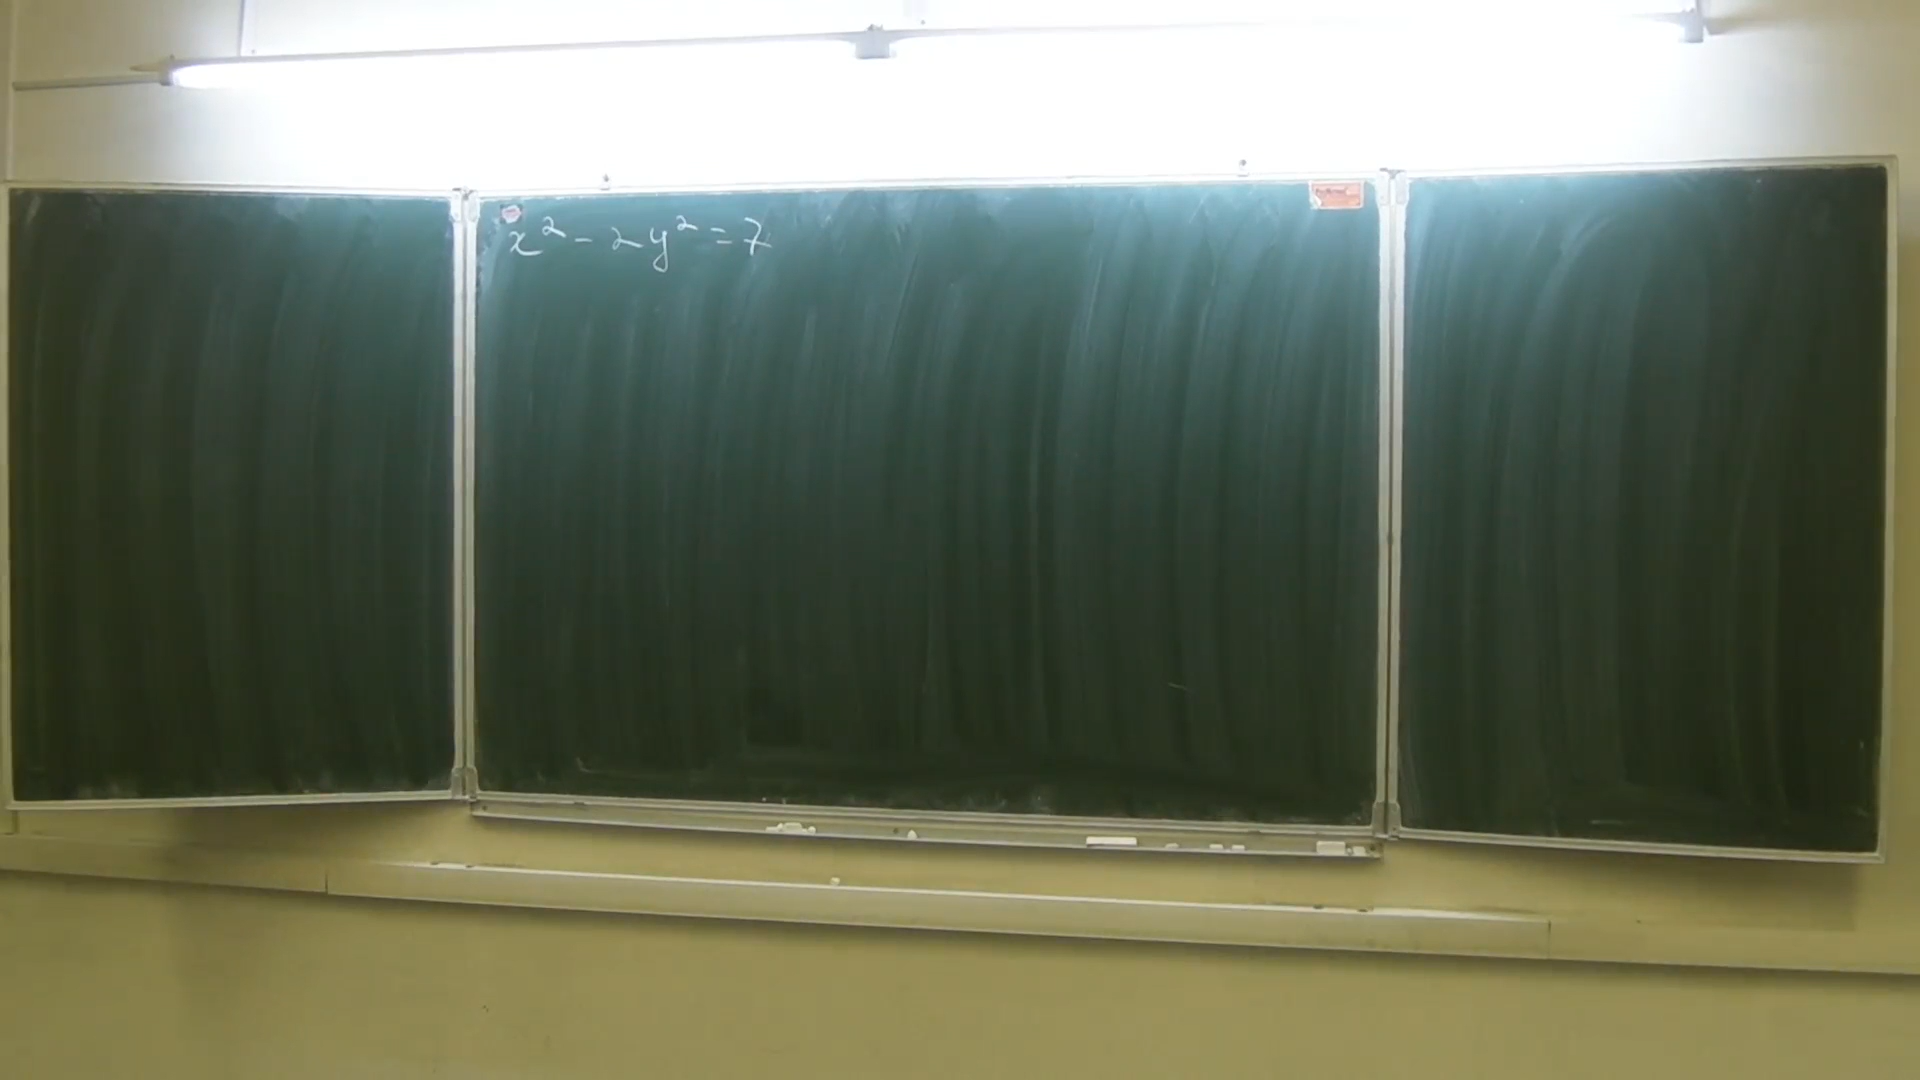 x² - 2y² = 7